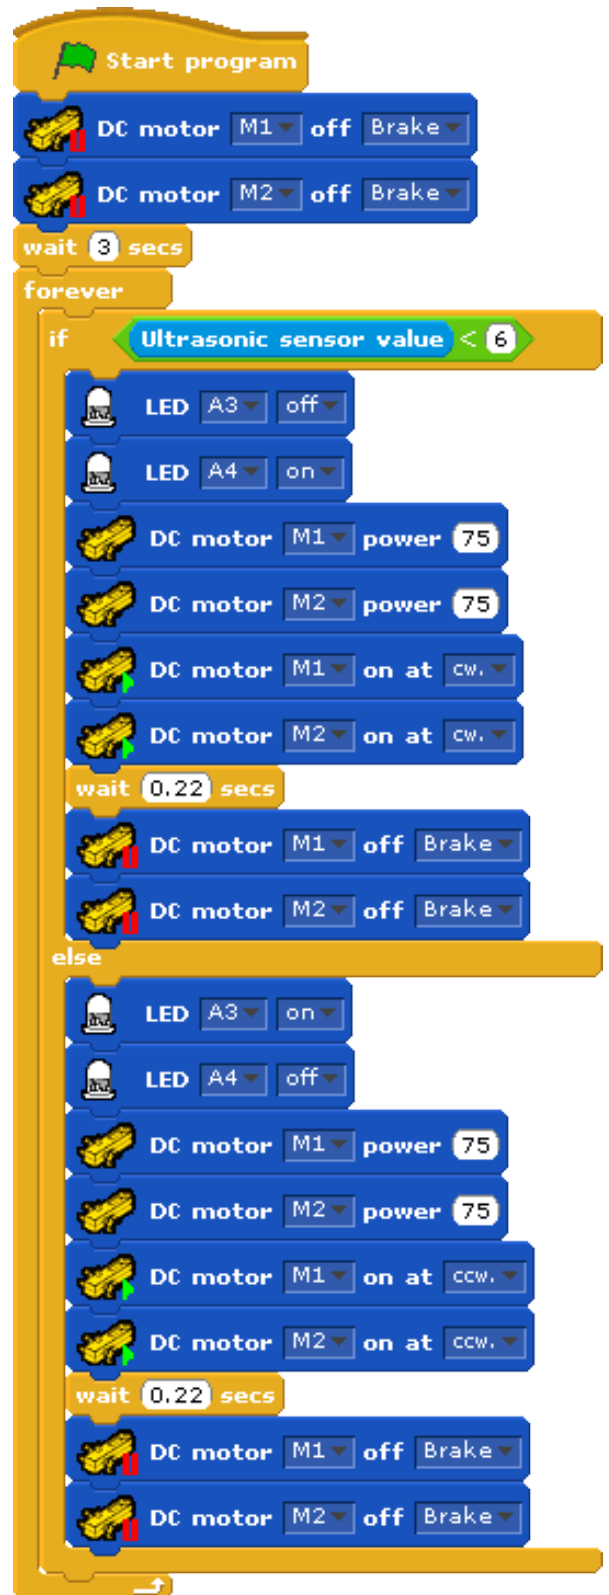 Start program
DC motor M1 off Brake
DC motor M2 off Brake
wait 3 secs
forever
if Ultrasonic sensor value < 6
LED A3 off
LED A4 on
DC motor M1 power 75
DC motor M2 power 75
DC motor M1 on at cw.
DC motor M2 on at cw.
wait 0.22 secs
DC motor M1 off Brake
DC motor M2 off Brake
else
LED A3 on
LED A4 off
DC motor M1 power 75
DC motor M2 power 75
DC motor M1 on at ccw.
DC motor M2 on at ccw.
wait 0.22 secs
DC motor M1 off Brake
DC motor M2 off Brake